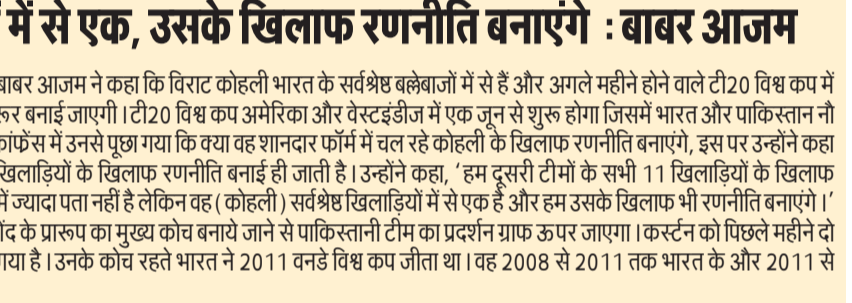 में से एक, उसके खिलाफ रणनीति बनाएंगे : बाबर आजम
बाबर आजम ने कहा कि विराट कोहली भारत के सर्वश्रेष्ठ बल्लेबाजों में से हैं और अगले महीने होने वाले टी20 विश्व कप में
बनाई जाएगी । टी20 विश्व कप अमेरिका और वेस्टइंडीज में एक जून से शुरू होगा जिसमें भारत और पाकिस्तान नौ
में उनसे पूछा गया कि क्या वह शानदार फॉर्म में चल रहे कोहली के खिलाफ रणनीति बनाएंगे, इस पर उन्होंने कहा
खिलाड़ियों के खिलाफ रणनीति बनाई ही जाती है । उन्होंने कहा, ‘हम दूसरी टीमों के सभी 11 खिलाड़ियों के खिलाफ
में ज्यादा पता नहीं है लेकिन वह ( कोहली ) सर्वश्रेष्ठ खिलाड़ियों में से एक है और हम उसके खिलाफ भी रणनीति बनाएंगे ।’
के प्रारूप का मुख्य कोच बनाये जाने से पाकिस्तानी टीम का प्रदर्शन ग्राफ ऊपर जाएगा । कर्स्टन को पिछले महीने दो
गया है । उनके कोच रहते भारत ने 2011 वनडे विश्व कप जीता था । वह 2008 से 2011 तक भारत के और 2011 से